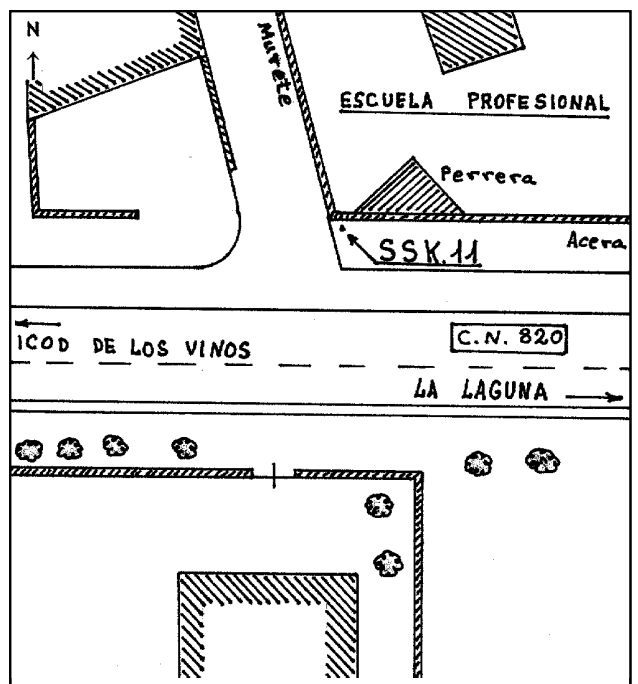 N
Murete
ESCUELA PROFESIONAL
Perrera
Acera
SSK.11
ICOD DE LOS VINOS
C.N. 820
LA LAGUNA